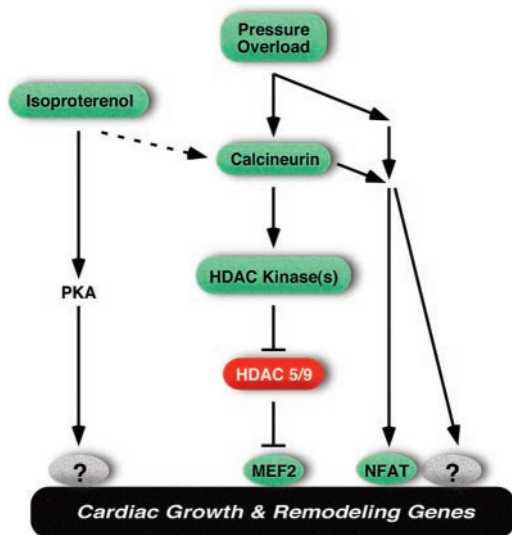 Pressure
Overload
Isoproterenol
Calcineurin
HDAC Kinase(s)
PKA
HDAC 5/9
?
MEF2
NFAT
?
Cardiac Growth & Remodeling Genes